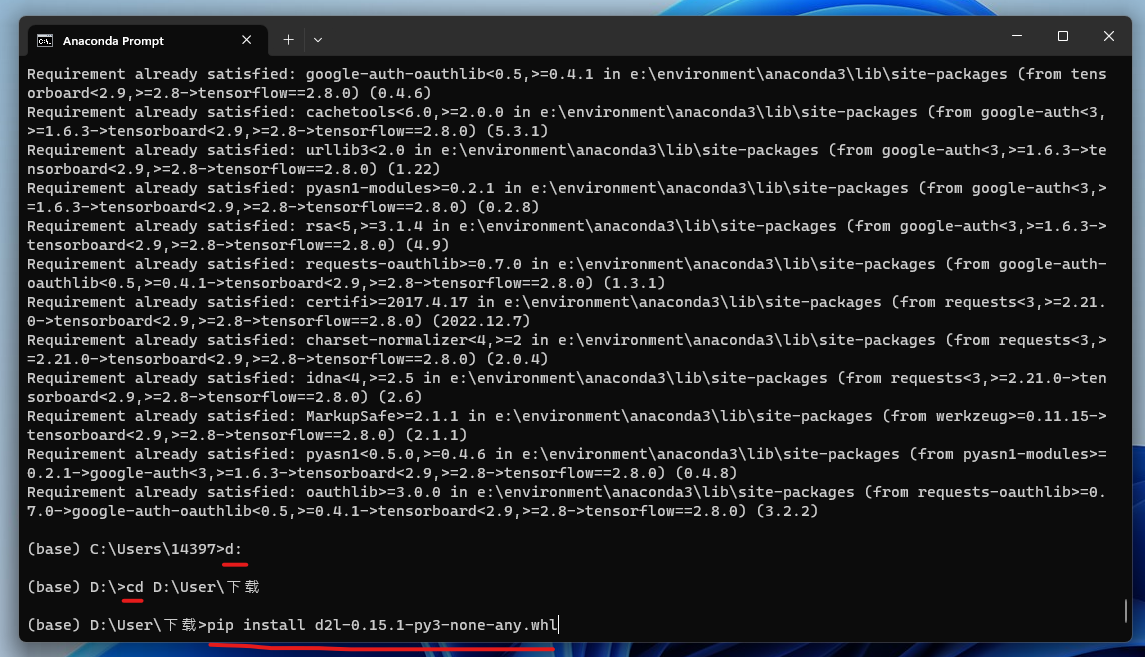 Anaconda Prompt
Requirement already satisfied: google-auth-oauthlib<0.5,>=0.4.1 in e:\environment\anaconda3\lib\site-packages (from tens
orboard<2.9,>=2.8->tensorflow==2.8.0) (0.4.6)
Requirement already satisfied: cachetools<6.0,>=2.0.0 in e:\environment\anaconda3\lib\site-packages (from google-auth<3,
>=1.6.3->tensorboard<2.9,>=2.8->tensorflow==2.8.0) (5.3.1)
Requirement already satisfied: urllib3<2.0 in e:\environment\anaconda3\lib\site-packages (from google-auth<3,>=1.6.3->te
nsorboard<2.9,>=2.8->tensorflow==2.8.0) (1.22)
Requirement already satisfied: pyasn1-modules>=0.2.1 in e:\environment\anaconda3\lib\site-packages (from google-auth<3,>
=1.6.3->tensorboard<2.9,>=2.8->tensorflow==2.8.0) (0.2.8)
Requirement already satisfied: rsa<5,>=3.1.4 in e:\environment\anaconda3\lib\site-packages (from google-auth<3,>=1.6.3->
tensorboard<2.9,>=2.8->tensorflow==2.8.0) (4.9)
Requirement already satisfied: requests-oauthlib>=0.7.0 in e:\environment\anaconda3\lib\site-packages (from google-auth-
oauthlib<0.5,>=0.4.1->tensorboard<2.9,>=2.8->tensorflow==2.8.0) (1.3.1)
Requirement already satisfied: certifi>=2017.4.17 in e:\environment\anaconda3\lib\site-packages (from requests<3,>=2.21.
0->tensorboard<2.9,>=2.8->tensorflow==2.8.0) (2022.12.7)
Requirement already satisfied: charset-normalizer<4,>=2 in e:\environment\anaconda3\lib\site-packages (from requests<3,>
=2.21.0->tensorboard<2.9,>=2.8->tensorflow==2.8.0) (2.0.4)
Requirement already satisfied: idna<4,>=2.5 in e:\environment\anaconda3\lib\site-packages (from requests<3,>=2.21.0->ten
sorboard<2.9,>=2.8->tensorflow==2.8.0) (2.6)
Requirement already satisfied: MarkupSafe>=2.1.1 in e:\environment\anaconda3\lib\site-packages (from werkzeug>=0.11.15->
tensorboard<2.9,>=2.8->tensorflow==2.8.0) (2.1.1)
Requirement already satisfied: pyasn1<0.5.0,>=0.4.6 in e:\environment\anaconda3\lib\site-packages (from pyasn1-modules>=
0.2.1->google-auth<3,>=1.6.3->tensorboard<2.9,>=2.8->tensorflow==2.8.0) (0.4.8)
Requirement already satisfied: oauthlib>=3.0.0 in e:\environment\anaconda3\lib\site-packages (from requests-oauthlib>=0.
7.0->google-auth-oauthlib<0.5,>=0.4.1->tensorboard<2.9,>=2.8->tensorflow==2.8.0) (3.2.2)
(base) C:\Users\14397>d:
(base) D:\>cd D:\User\下载
(base) D:\User\下载>pip install d2l-0.15.1-py3-none-any.whl